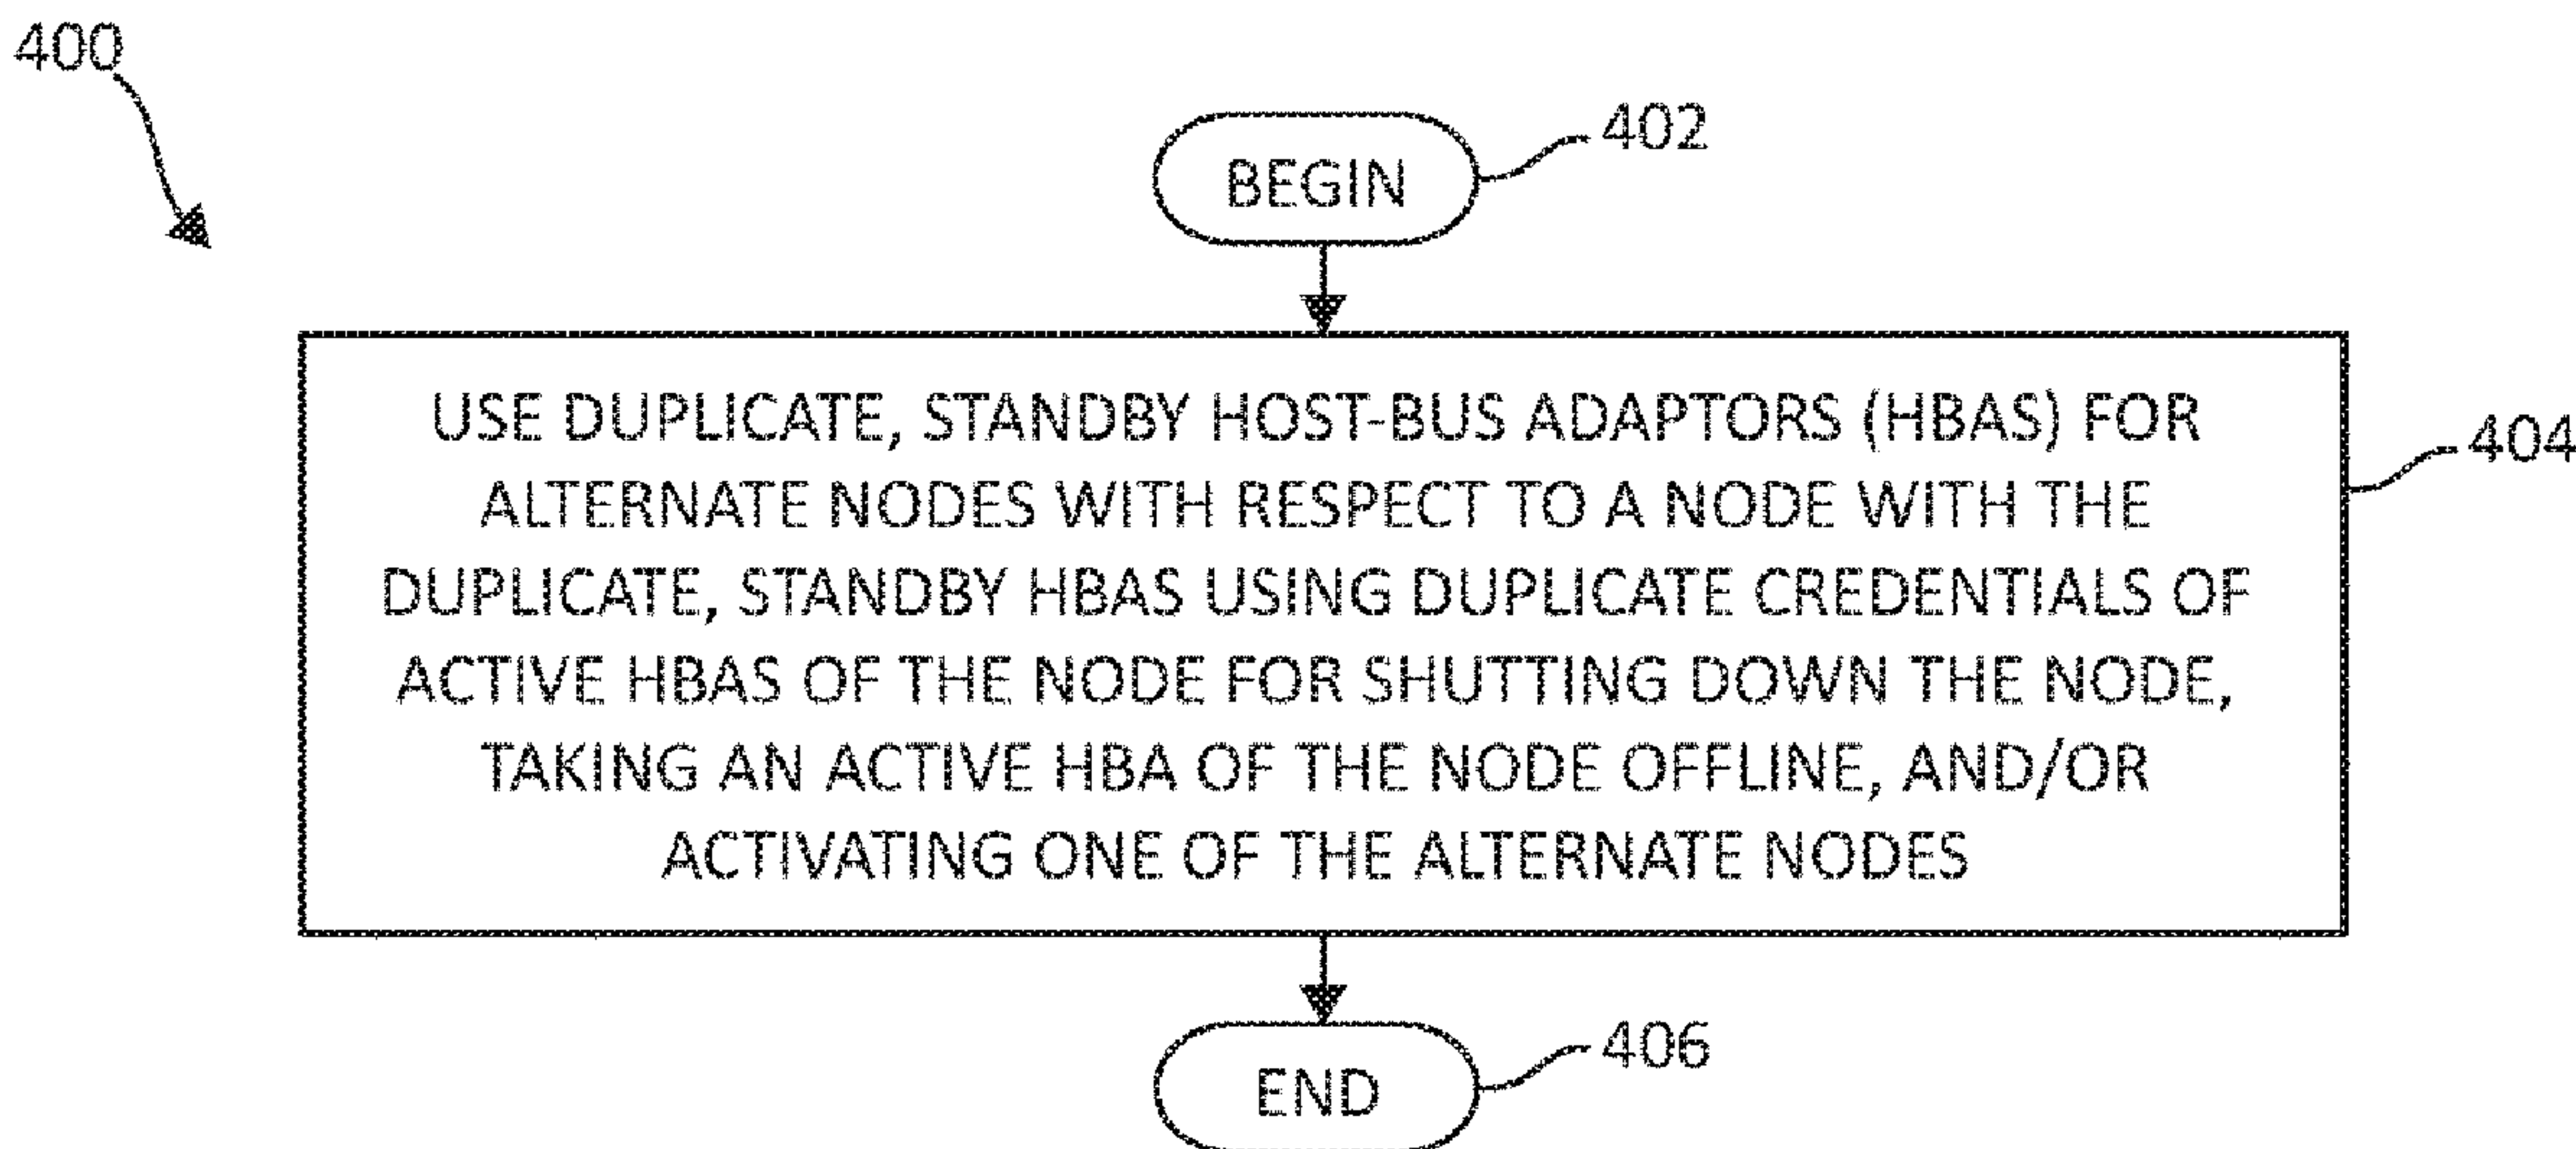 400
BEGIN
402
USE DUPLICATE, STANDBY HOST-BUS ADAPTORS (HBAS) FOR
ALTERNATE NODES WITH RESPECT TO A NODE WITH THE
DUPLICATE, STANDBY HBAS USING DUPLICATE CREDENTIALS OF
ACTIVE HBAS OF THE NODE FOR SHUTTING DOWN THE NODE,
TAKING AN ACTIVE HBA OF THE NODE OFFLINE, AND/OR
ACTIVATING ONE OF THE ALTERNATE NODES
404
END
406